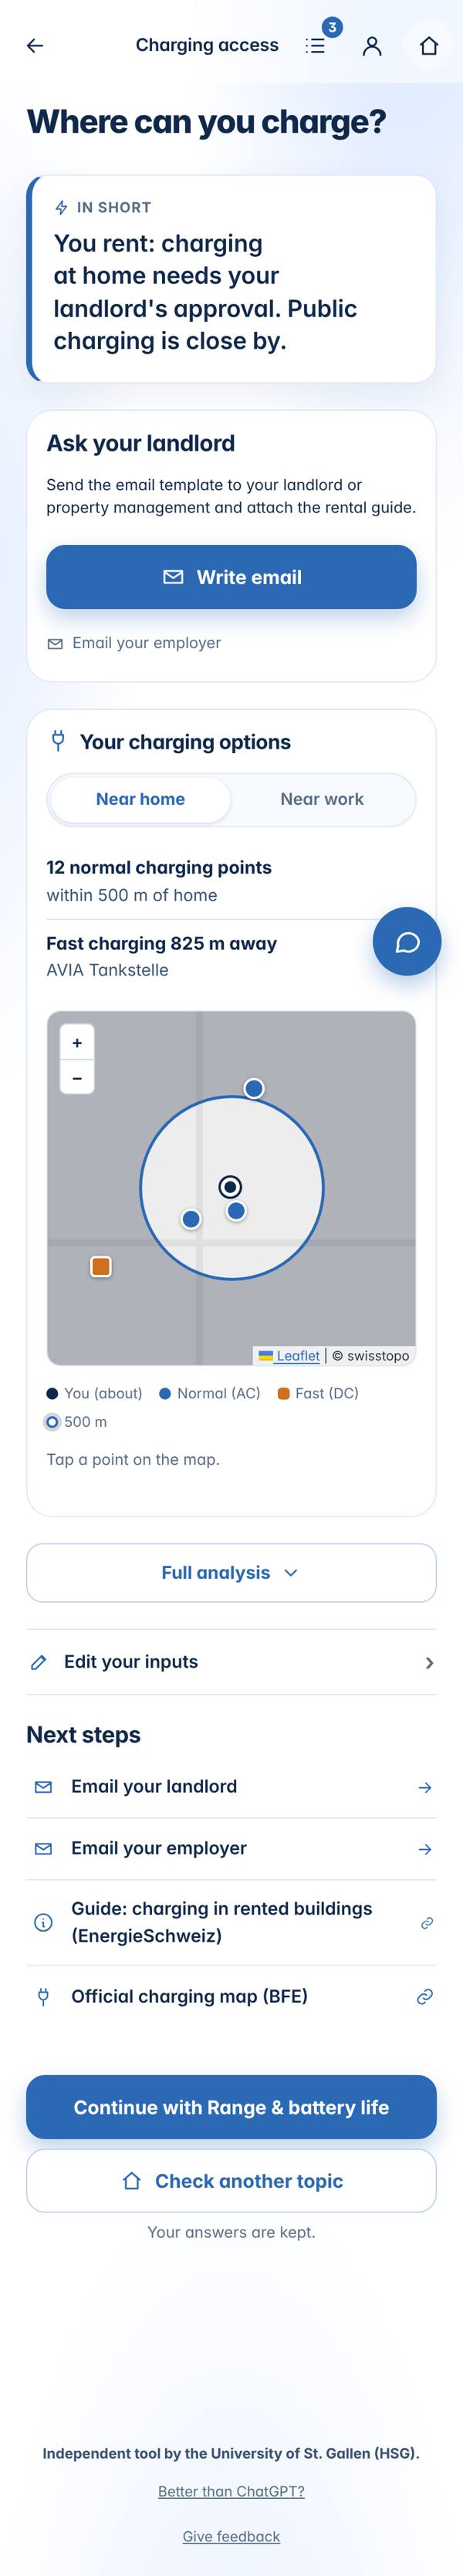 Charging access
3
Where can you charge?
IN SHORT
You rent: charging
at home needs your
landlord's approval. Public
charging is close by.
Ask your landlord
Send the email template to your landlord or
property management and attach the rental guide.
Write email
Email your employer
Your charging options
Near home
Near work
12 normal charging points
within 500 m of home
Fast charging 825 m away
AVIA Tankstelle
+
−
Leaflet | © swisstopo
You (about) Normal (AC) Fast (DC)
500 m
Tap a point on the map.
Full analysis
Edit your inputs
Next steps
Email your landlord
Email your employer
Guide: charging in rented buildings
(EnergieSchweiz)
Official charging map (BFE)
Continue with Range & battery life
Check another topic
Your answers are kept.
Independent tool by the University of St. Gallen (HSG).
Better than ChatGPT?
Give feedback